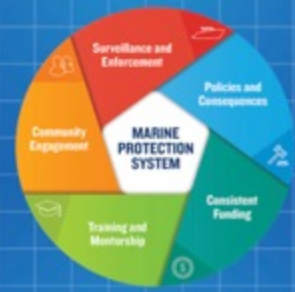 Surveillance and
Enforcement
Policies and
Consequences
Community
Engagement
MARINE
PROTECTION
SYSTEM
Consistent
Funding
Training and
Mentorship
$